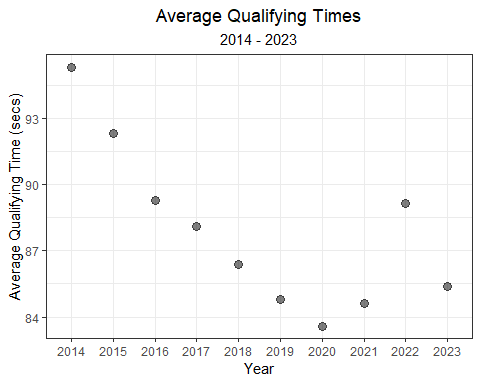 Average Qualifying Times
2014 - 2023
Average Qualifying Time (secs)
93
90
87
84
2014 2015 2016 2017 2018 2019 2020 2021 2022 2023
Year